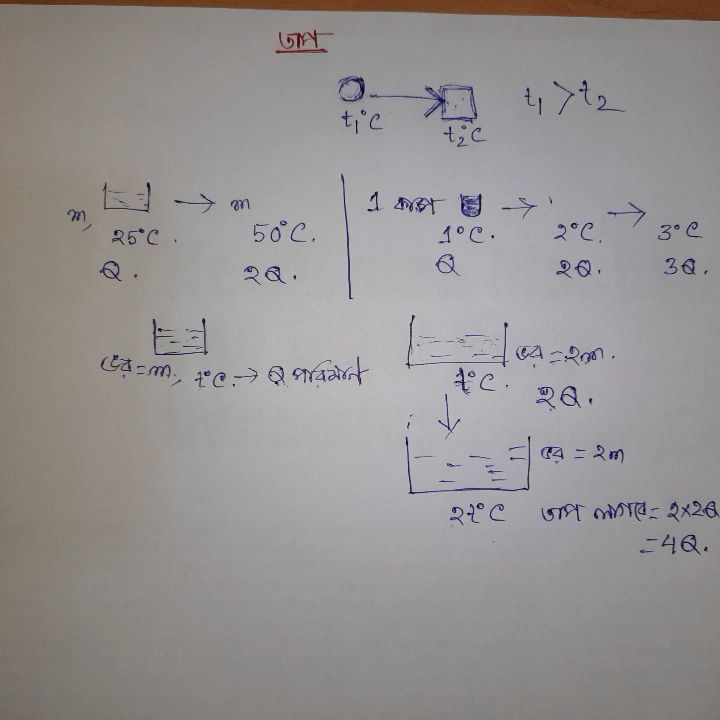 তাপ
t₁°C → t₂°C t₁ > t₂
m, → m
25°C. 50°C.
Q. 2Q.
1 কাপ → →
1°C. 2°C. 3°C
Q 2Q. 3Q.
ভর = m, t°C. → Q পরিমাণ
ভর = 2m.
t°C.
2Q.
ভর = 2m
2t°C তাপ লাগবে = 2×2Q
= 4Q.